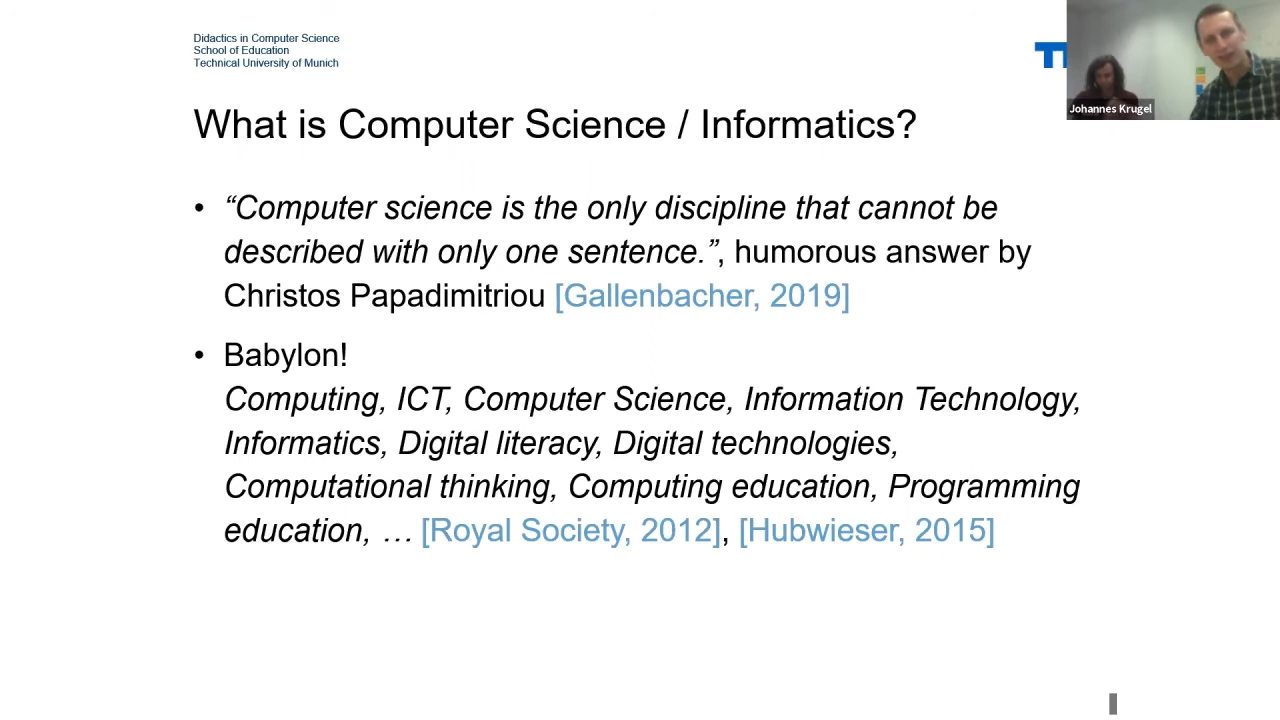 Didactics in Computer Science
School of Education
Technical University of Munich
Johannes Krugel
What is Computer Science / Informatics?
• “Computer science is the only discipline that cannot be
described with only one sentence.”, humorous answer by
Christos Papadimitriou [Gallenbacher, 2019]
• Babylon!
Computing, ICT, Computer Science, Information Technology,
Informatics, Digital literacy, Digital technologies,
Computational thinking, Computing education, Programming
education, … [Royal Society, 2012], [Hubwieser, 2015]